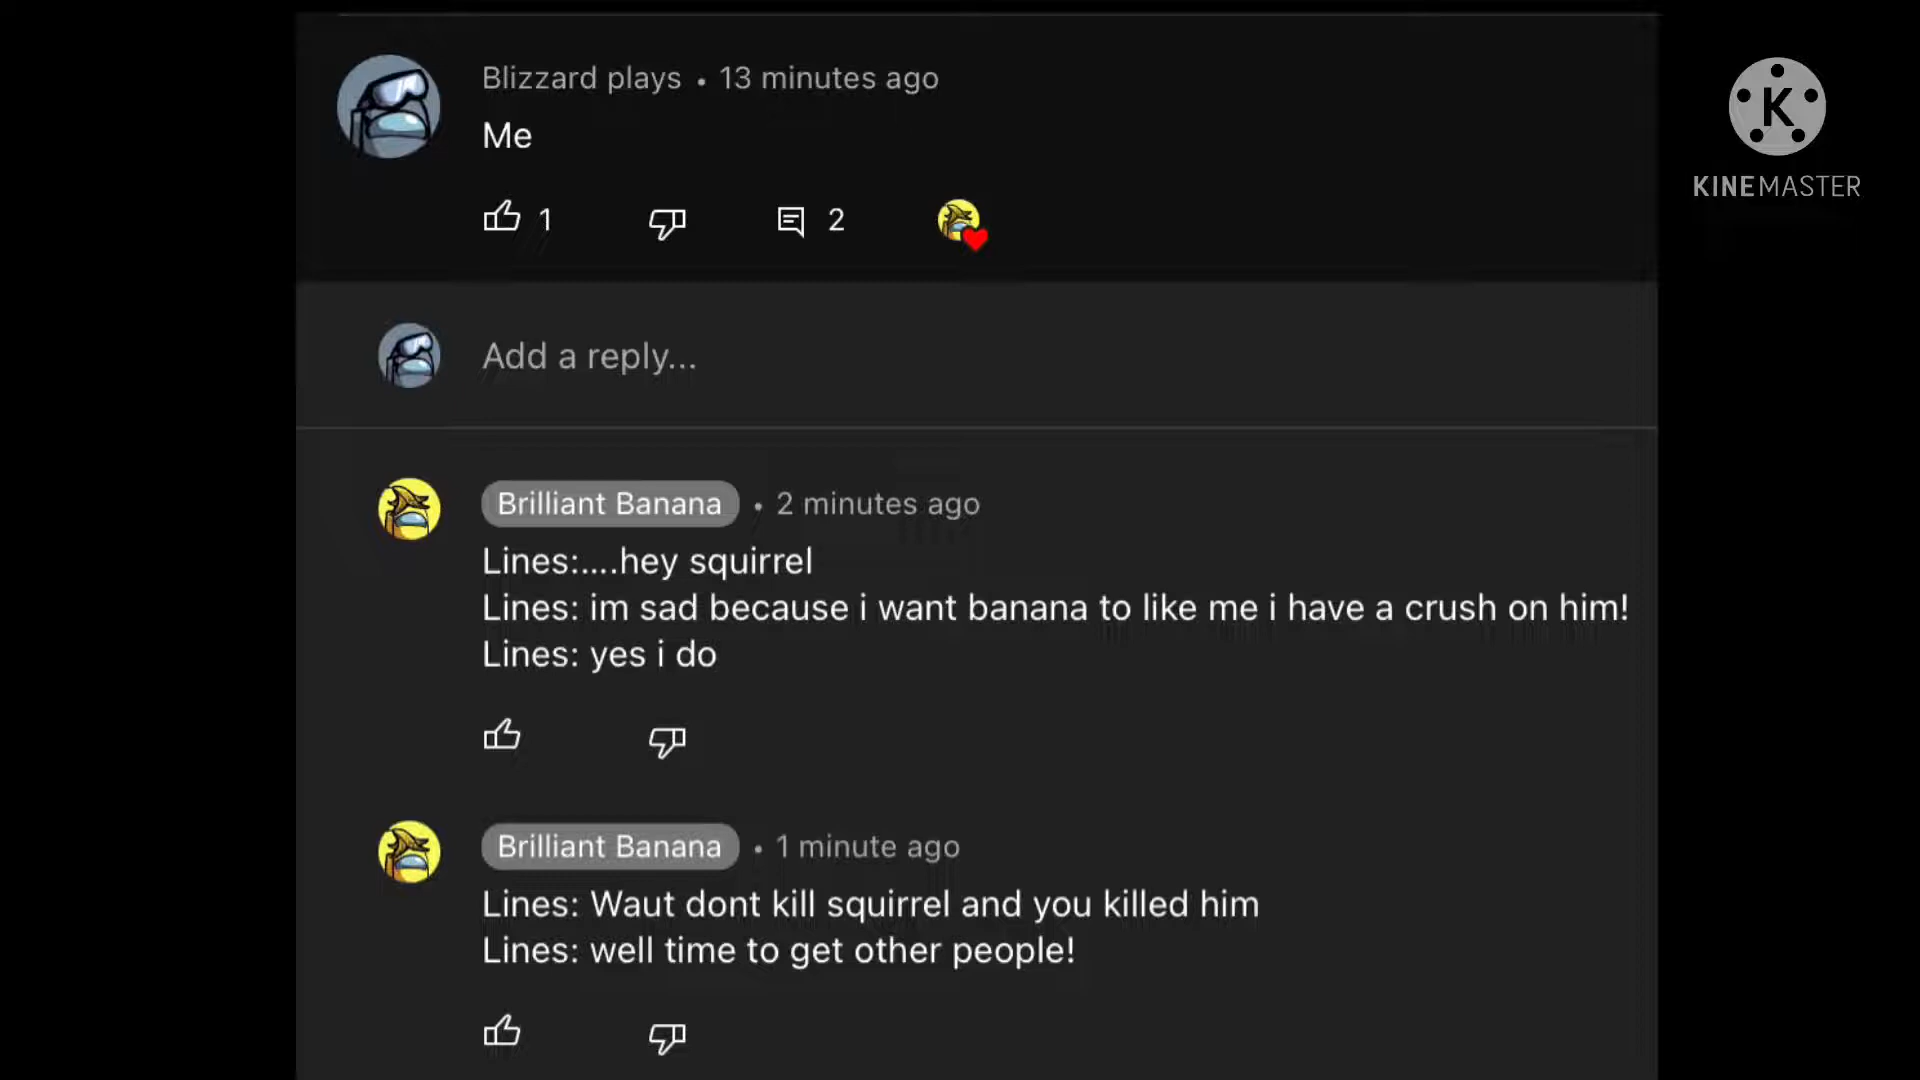 Blizzard plays • 13 minutes ago
Me
1
2
K
KINEMASTER
Add a reply...
Brilliant Banana • 2 minutes ago
Lines:....hey squirrel
Lines: im sad because i want banana to like me i have a crush on him!
Lines: yes i do
Brilliant Banana • 1 minute ago
Lines: Waut dont kill squirrel and you killed him
Lines: well time to get other people!